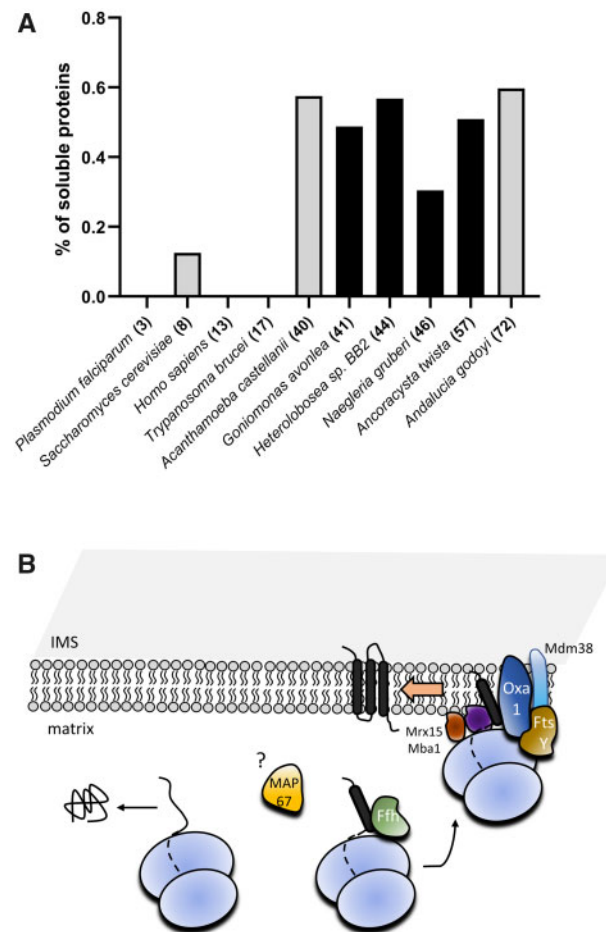 A
0.8
0.6
0.4
0.2
0.0
% of soluble proteins
Plasmodium falciparum (3)
Saccharomyces cerevisiae (8)
Homo sapiens (13)
Trypanosoma brucei (17)
Acanthamoeba castellanii (40)
Goniomonas avonlea (41)
Heterolobosea sp. BB2 (44)
Naegleria gruberi (46)
Ancoracysta twista (57)
Andalucia godoyi (72)
B
IMS
Mdm38
Oxa
1
matrix
Mrx15
Mba1
Fts
Y
?
MAP
67
Ffh